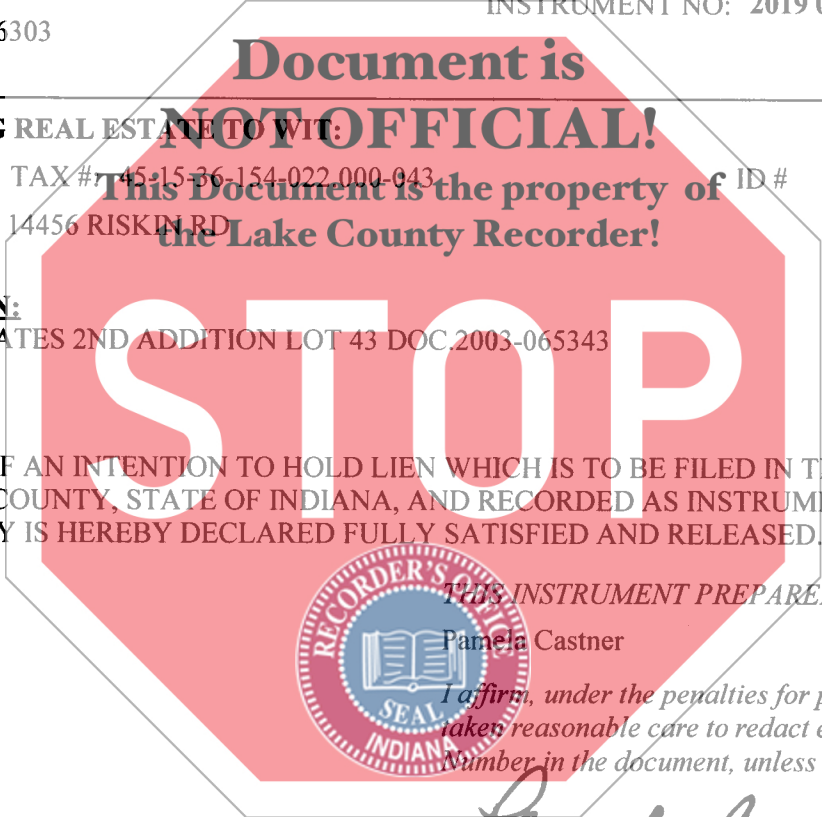 INSTRUMENT NO: 2019 0
6303
Document is
NOT OFFICIAL!
G REAL ESTATE TO WIT:
TAX #: 45-15-36-154-022.000-043 ID #
This Document is the property of
14456 RISKIN RD
the Lake County Recorder!
N:
ATES 2ND ADDITION LOT 43 DOC.2003-065343
STOP
F AN INTENTION TO HOLD LIEN WHICH IS TO BE FILED IN T
COUNTY, STATE OF INDIANA, AND RECORDED AS INSTRUM
Y IS HEREBY DECLARED FULLY SATISFIED AND RELEASED.
RECORDER'S OFFICE
SEAL
INDIANA
THIS INSTRUMENT PREPARE
Pamela Castner
I affirm, under the penalties for p
taken reasonable care to redact e
Number in the document, unless